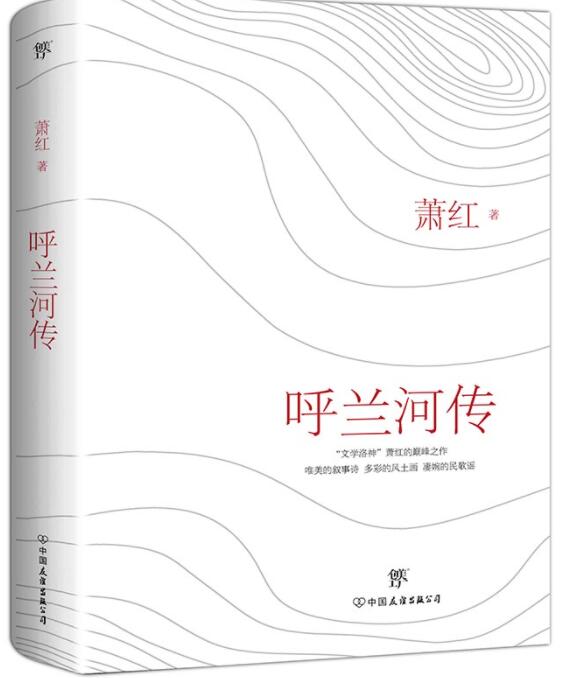 萧红 著
呼兰河传
中国友谊出版公司
萧红 著
呼兰河传
“文学洛神”萧红的巅峰之作
唯美的叙事诗 多彩的风土画 凄婉的民歌谣
中国友谊出版公司